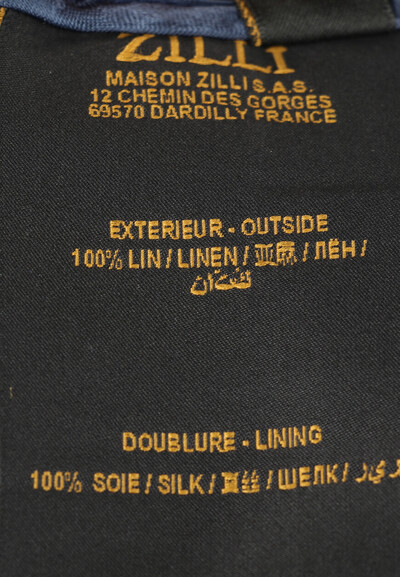 ZILLI
MAISON ZILLI S.A.S.
12 CHEMIN DES GORGES
69570 DARDILLY FRANCE
EXTERIEUR - OUTSIDE
100% LIN / LINEN / 亚麻 / ЛЁН /
DOUBLURE - LINING
100% SOIE / SILK / 真丝 / ШЕЛК /